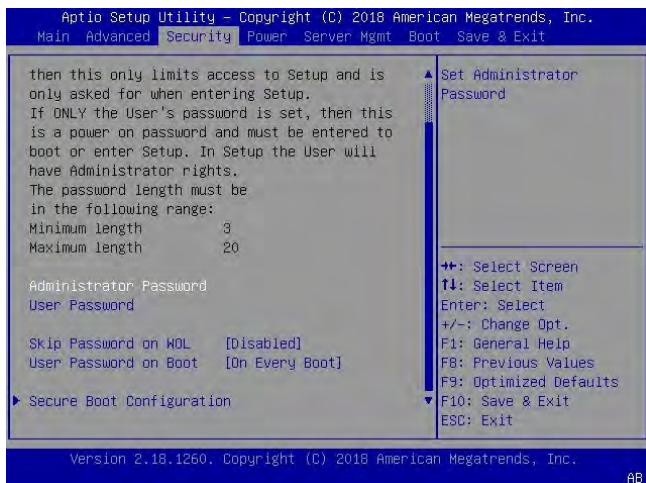 Aptio Setup Utility – Copyright (C) 2018 American Megatrends, Inc.
Main Advanced Security Power Server Mgmt Boot Save & Exit
then this only limits access to Setup and is
only asked for when entering Setup.
If ONLY the User's password is set, then this
is a power on password and must be entered to
boot or enter Setup. In Setup the User will
have Administrator rights.
The password length must be
in the following range:
Minimum length 3
Maximum length 20
Administrator Password
User Password
Skip Password on WOL [Disabled]
User Password on Boot [On Every Boot]
Secure Boot Configuration
Set Administrator
Password
→←: Select Screen
↑↓: Select Item
Enter: Select
+/-: Change Opt.
F1: General Help
F8: Previous Values
F9: Optimized Defaults
F10: Save & Exit
ESC: Exit
Version 2.18.1260. Copyright (C) 2018 American Megatrends, Inc.
AB